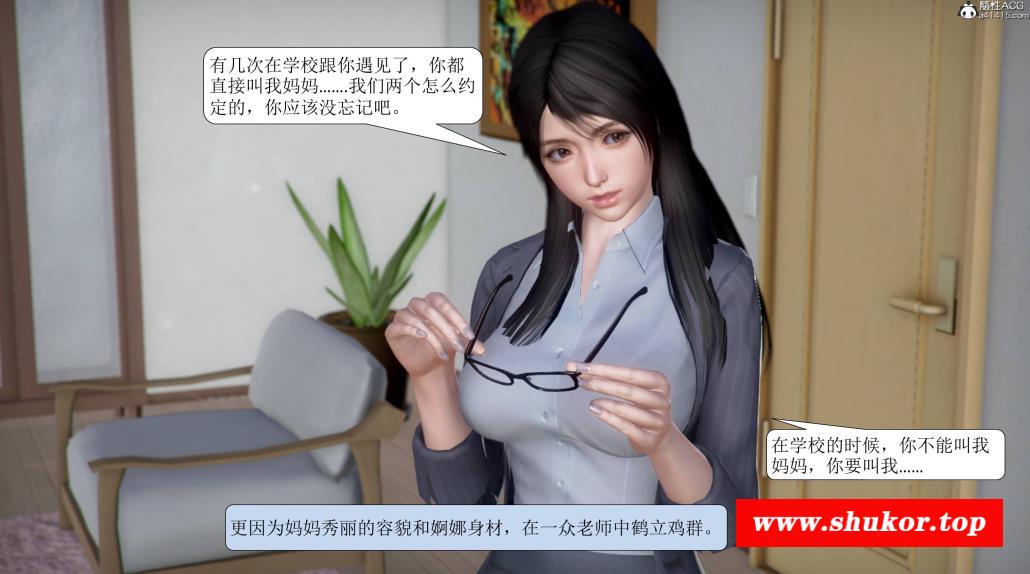 隨性ACG
a41415.com
有几次在学校跟你遇见了，你都
直接叫我妈妈.......我们两个怎么约
定的，你应该没忘记吧。
在学校的时候，你不能叫我
妈妈，你要叫我......
更因为妈妈秀丽的容貌和婀娜身材，在一众老师中鹤立鸡群。
www.shukor.top